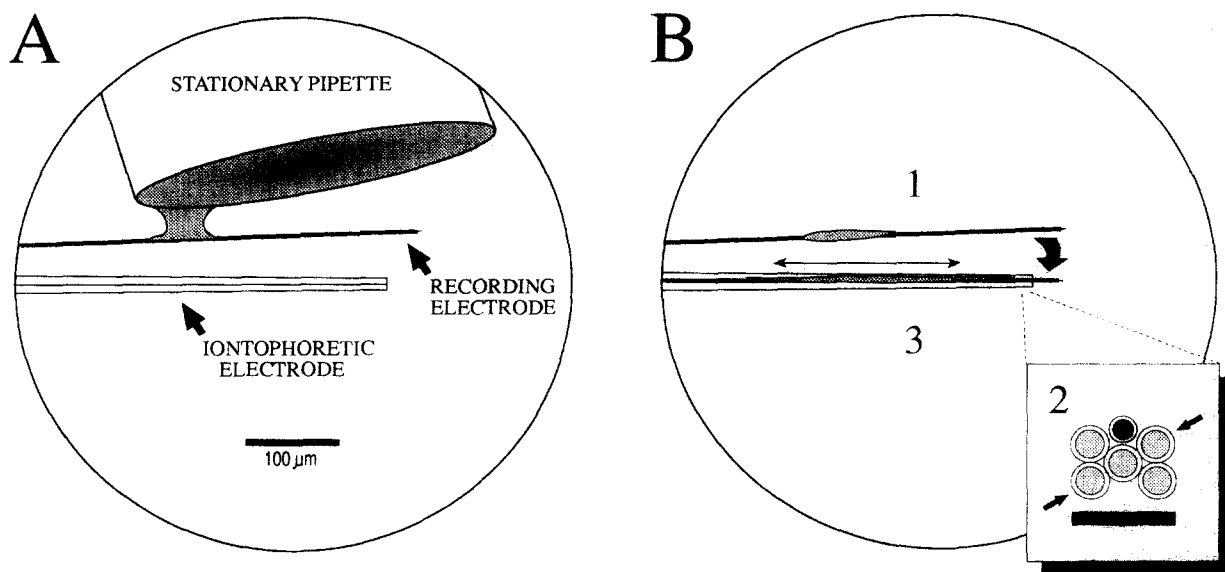 A
STATIONARY PIPETTE
RECORDING
ELECTRODE
IONTOPHORETIC
ELECTRODE
100 µm
B
1
3
2